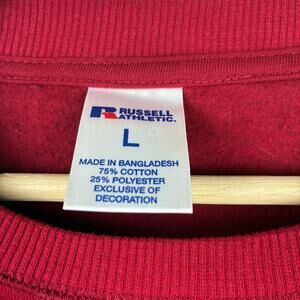 RUSSELL
ATHLETIC.
L
MADE IN BANGLADESH
75% COTTON
25% POLYESTER
EXCLUSIVE OF
DECORATION